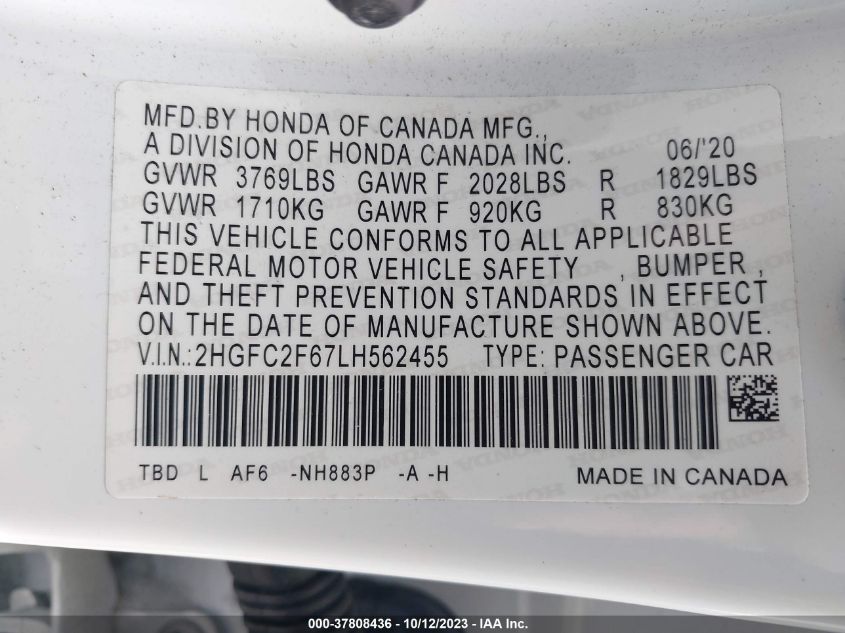 MFD.BY HONDA OF CANADA MFG.,
A DIVISION OF HONDA CANADA INC. 06/'20
GVWR 3769LBS GAWR F 2028LBS R 1829LBS
GVWR 1710KG GAWR F 920KG R 830KG
THIS VEHICLE CONFORMS TO ALL APPLICABLE
FEDERAL MOTOR VEHICLE SAFETY , BUMPER ,
AND THEFT PREVENTION STANDARDS IN EFFECT
ON THE DATE OF MANUFACTURE SHOWN ABOVE.
V.I.N.:2HGFC2F67LH562455 TYPE: PASSENGER CAR
TBD L AF6 -NH883P -A -H MADE IN CANADA
000-37808436 - 10/12/2023 - IAA Inc.